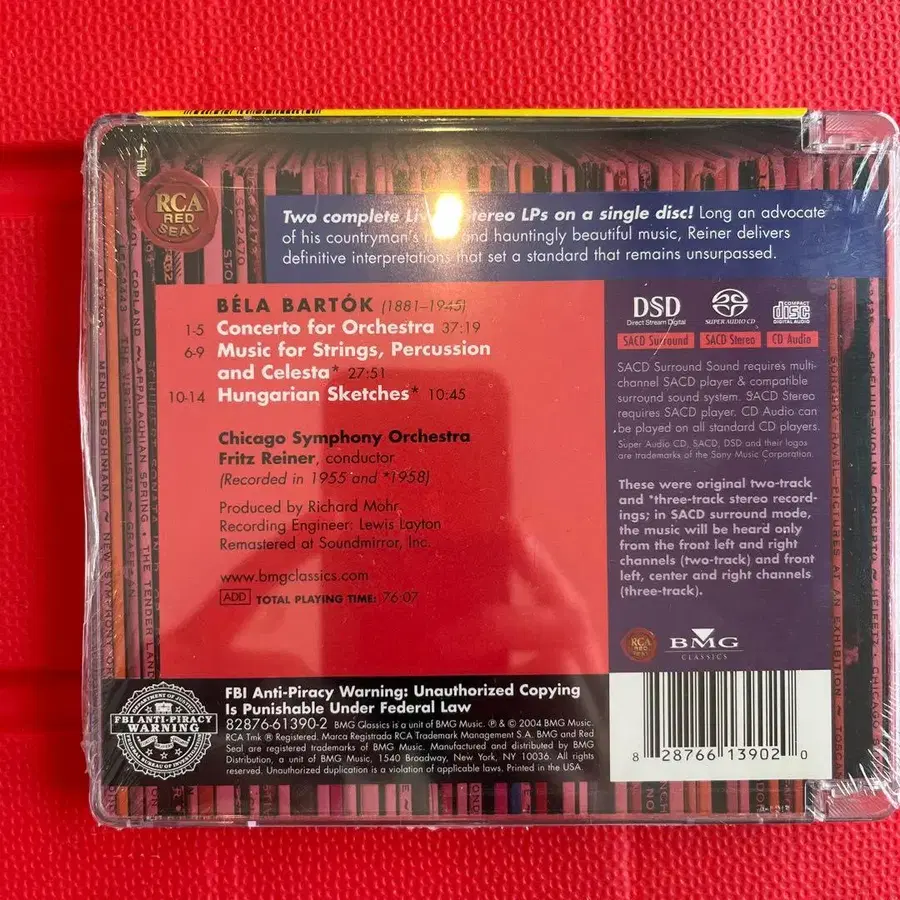 PULL
RCA
RED
SEAL
Two complete Stereo LPs on a single disc! Long an advocate
of his countryman's and hauntingly beautiful music, Reiner delivers
definitive interpretations that set a standard that remains unsurpassed.
BÉLA BARTÓK (1881–1945)
1-5 Concerto for Orchestra 37:19
6-9 Music for Strings, Percussion
and Celesta* 27:51
10-14 Hungarian Sketches* 10:45
Chicago Symphony Orchestra
Fritz Reiner, conductor
(Recorded in 1955 and *1958)
Produced by Richard Mohr
Recording Engineer: Lewis Layton
Remastered at Soundmirror, Inc.
www.bmgclassics.com
ADD TOTAL PLAYING TIME: 76:07
DSD
Direct Stream Digital
SUPER AUDIO CD
COMPACT
disc
DIGITAL AUDIO
SACD Surround SACD Stereo CD Audio
SACD Surround Sound requires multi-
channel SACD player & compatible
surround sound system. SACD Stereo
requires SACD player. CD Audio can
be played on all standard CD players.
Super Audio CD, SACD, DSD and their logos
are trademarks of the Sony Music Corporation.
These were original two-track
and *three-track stereo record-
ings; in SACD surround mode,
the music will be heard only
from the front left and right
channels (two-track) and front
left, center and right channels
(three-track).
RCA
RED
SEAL
BMG
CLASSICS
FBI ANTI-PIRACY
WARNING
FBI Anti-Piracy Warning: Unauthorized Copying
Is Punishable Under Federal Law
82876-61390-2 BMG Classics is a unit of BMG Music. ℗ & © 2004 BMG Music.
RCA Tmk ® Registered. Marca Registrada RCA Trademark Management S.A. BMG and Red
Seal are registered trademarks of BMG Music. Manufactured and distributed by BMG
Distribution, a unit of BMG Music, 1540 Broadway, New York, NY 10036. All rights
reserved. Unauthorized duplication is a violation of applicable laws. Printed in the USA.
8 28766 13902 0
MENDELSSOHN
COPLAND ~ APPALACHIAN SPRING • THE TENDER LAND